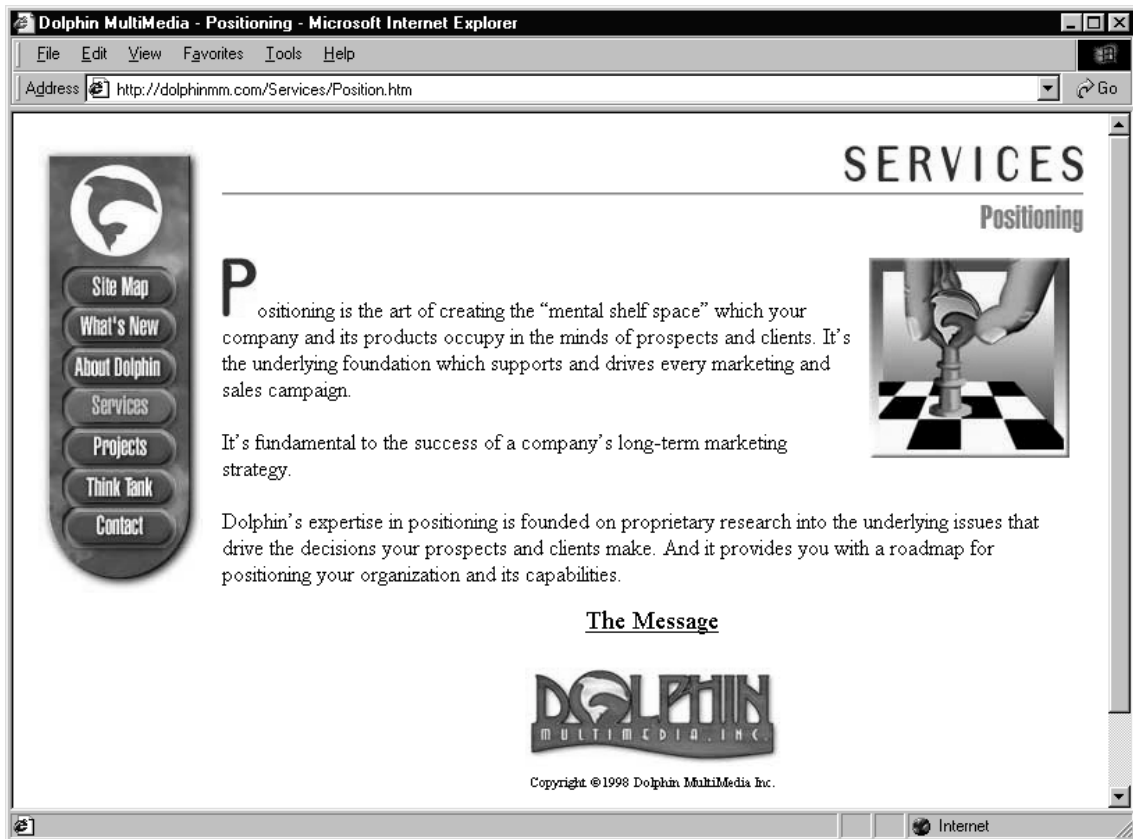 Dolphin MultiMedia - Positioning - Microsoft Internet Explorer
File Edit View Favorites Tools Help
Address http://dolphinmm.com/Services/Position.htm Go
SERVICES
Positioning
Site Map
What's New
About Dolphin
Services
Projects
Think Tank
Contact
Positioning is the art of creating the “mental shelf space” which your
company and its products occupy in the minds of prospects and clients. It’s
the underlying foundation which supports and drives every marketing and
sales campaign.
It’s fundamental to the success of a company’s long-term marketing
strategy.
Dolphin’s expertise in positioning is founded on proprietary research into the underlying issues that
drive the decisions your prospects and clients make. And it provides you with a roadmap for
positioning your organization and its capabilities.
The Message
DOLPHIN
MULTIMEDIA, INC.
Copyright ©1998 Dolphin MultiMedia Inc.
Internet